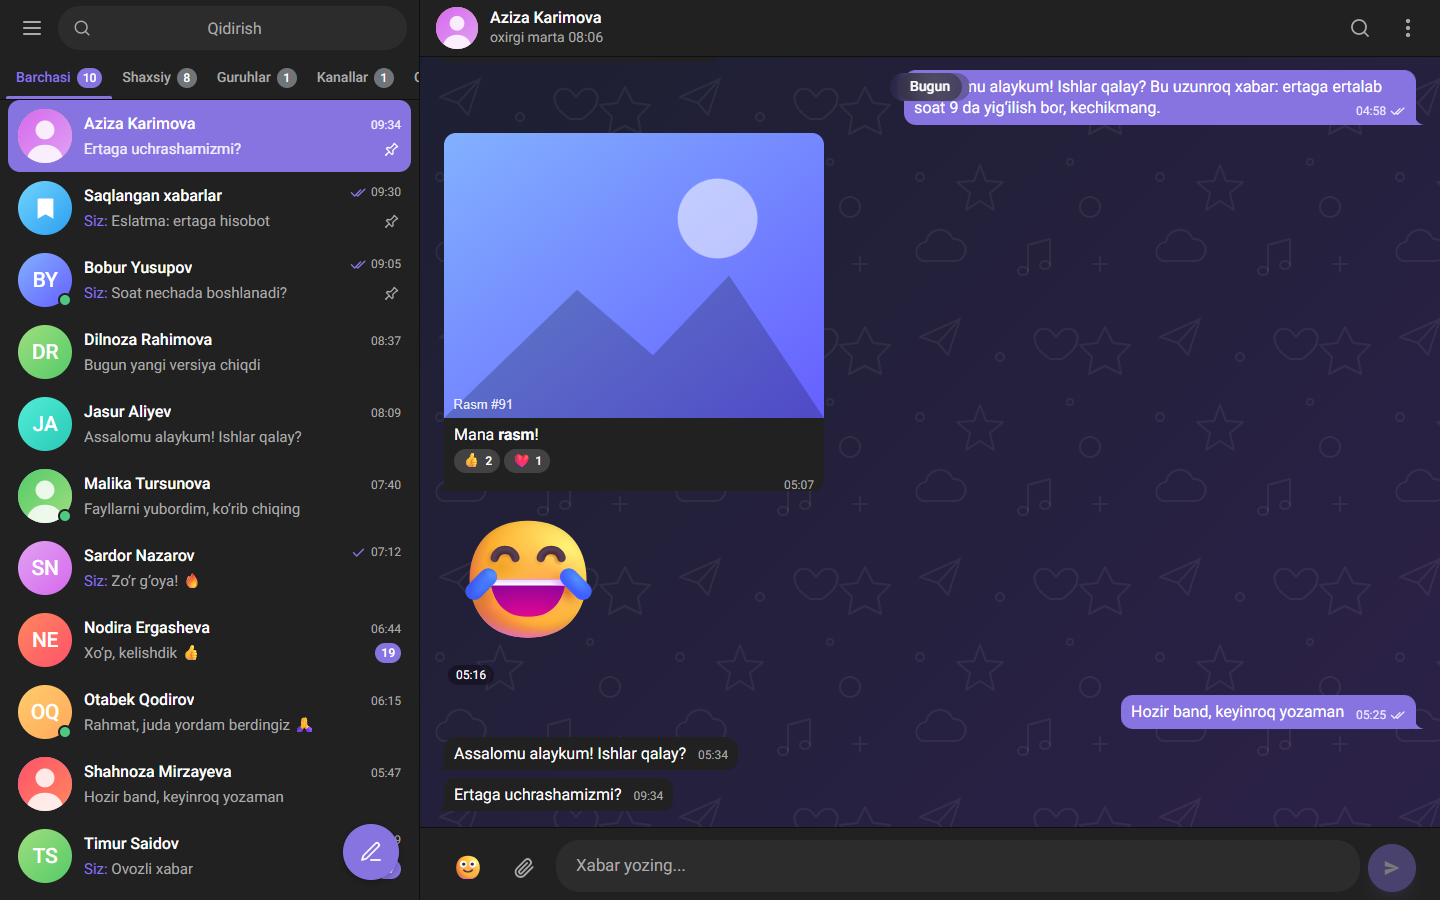 Qidirish
Barchasi 10 Shaxsiy 8 Guruhlar 1 Kanallar 1
Aziza Karimova 09:34
Ertaga uchrashamizmi?
Saqlangan xabarlar 09:30
Siz: Eslatma: ertaga hisobot
BY
Bobur Yusupov 09:05
Siz: Soat nechada boshlanadi?
DR
Dilnoza Rahimova 08:37
Bugun yangi versiya chiqdi
JA
Jasur Aliyev 08:09
Assalomu alaykum! Ishlar qalay?
Malika Tursunova 07:40
Fayllarni yubordim, ko‘rib chiqing
SN
Sardor Nazarov 07:12
Siz: Zo‘r g‘oya! 🔥
NE
Nodira Ergasheva 06:44
Xo‘p, kelishdik 👍 19
OQ
Otabek Qodirov 06:15
Rahmat, juda yordam berdingiz 🙏
Shahnoza Mirzayeva 05:47
Hozir band, keyinroq yozaman
TS
Timur Saidov
Siz: Ovozli xabar
Aziza Karimova
oxirgi marta 08:06
Bugun
alaykum! Ishlar qalay? Bu uzunroq xabar: ertaga ertalab
soat 9 da yig‘ilish bor, kechikmang. 04:58
Rasm #91
Mana rasm!
👍 2 ❤️ 1
05:07
05:16
Hozir band, keyinroq yozaman 05:25
Assalomu alaykum! Ishlar qalay? 05:34
Ertaga uchrashamizmi? 09:34
Xabar yozing...